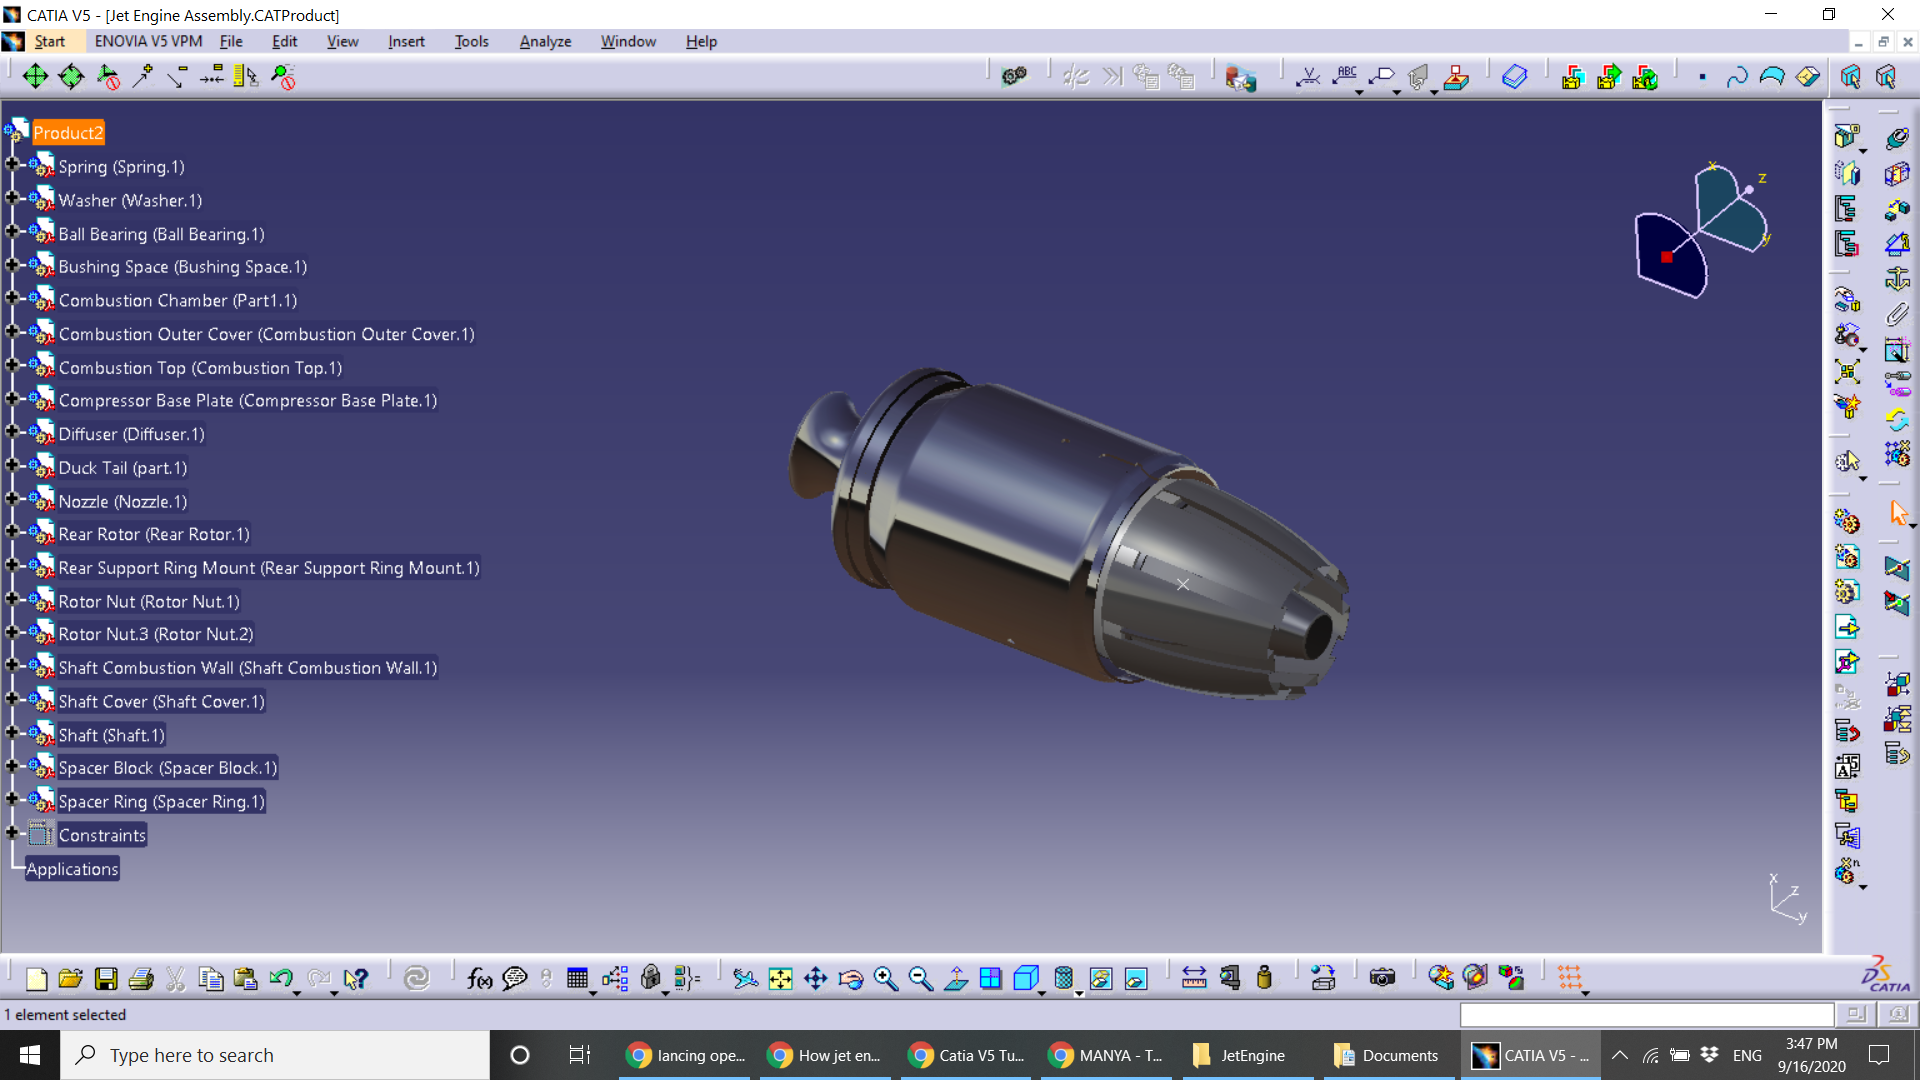 CATIA V5 - [Jet Engine Assembly.CATProduct]
Start ENOVIA V5 VPM File Edit View Insert Tools Analyze Window Help
ABC
Product2
Spring (Spring.1)
Washer (Washer.1)
Ball Bearing (Ball Bearing.1)
Bushing Space (Bushing Space.1)
Combustion Chamber (Part1.1)
Combustion Outer Cover (Combustion Outer Cover.1)
Combustion Top (Combustion Top.1)
Compressor Base Plate (Compressor Base Plate.1)
Diffuser (Diffuser.1)
Duck Tail (part.1)
Nozzle (Nozzle.1)
Rear Rotor (Rear Rotor.1)
Rear Support Ring Mount (Rear Support Ring Mount.1)
Rotor Nut (Rotor Nut.1)
Rotor Nut.3 (Rotor Nut.2)
Shaft Combustion Wall (Shaft Combustion Wall.1)
Shaft Cover (Shaft Cover.1)
Shaft (Shaft.1)
Spacer Block (Spacer Block.1)
Spacer Ring (Spacer Ring.1)
Constraints
Applications
x
z
y
x
z
y
f(x)
CATIA
1 element selected
Type here to search
lancing ope...
How jet en...
Catia V5 Tu...
MANYA - T...
JetEngine
Documents
CATIA V5 - ...
ENG
3:47 PM
9/16/2020